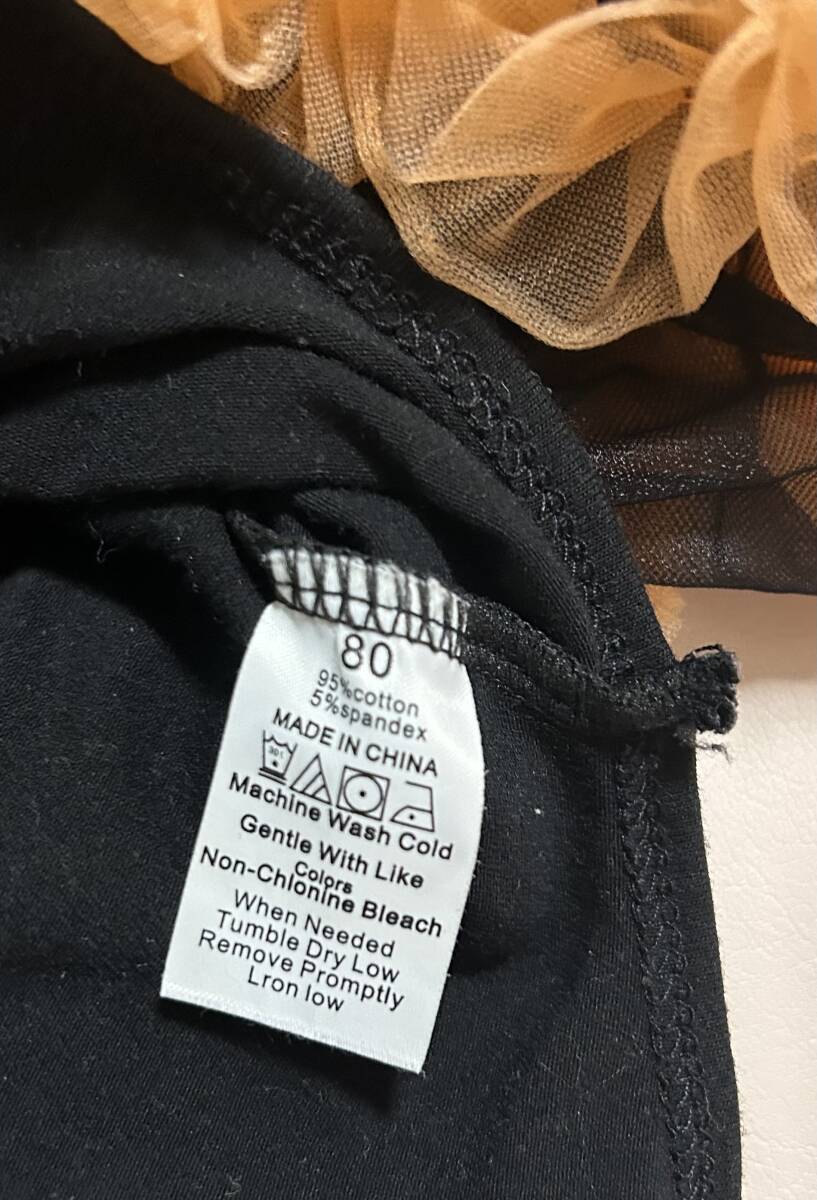 80
95%cotton
5%spandex
MADE IN CHINA
Machine Wash Cold
Gentle With Like
Colors
Non-Chlonine Bleach
When Needed
Tumble Dry Low
Remove Promptly
Lron low